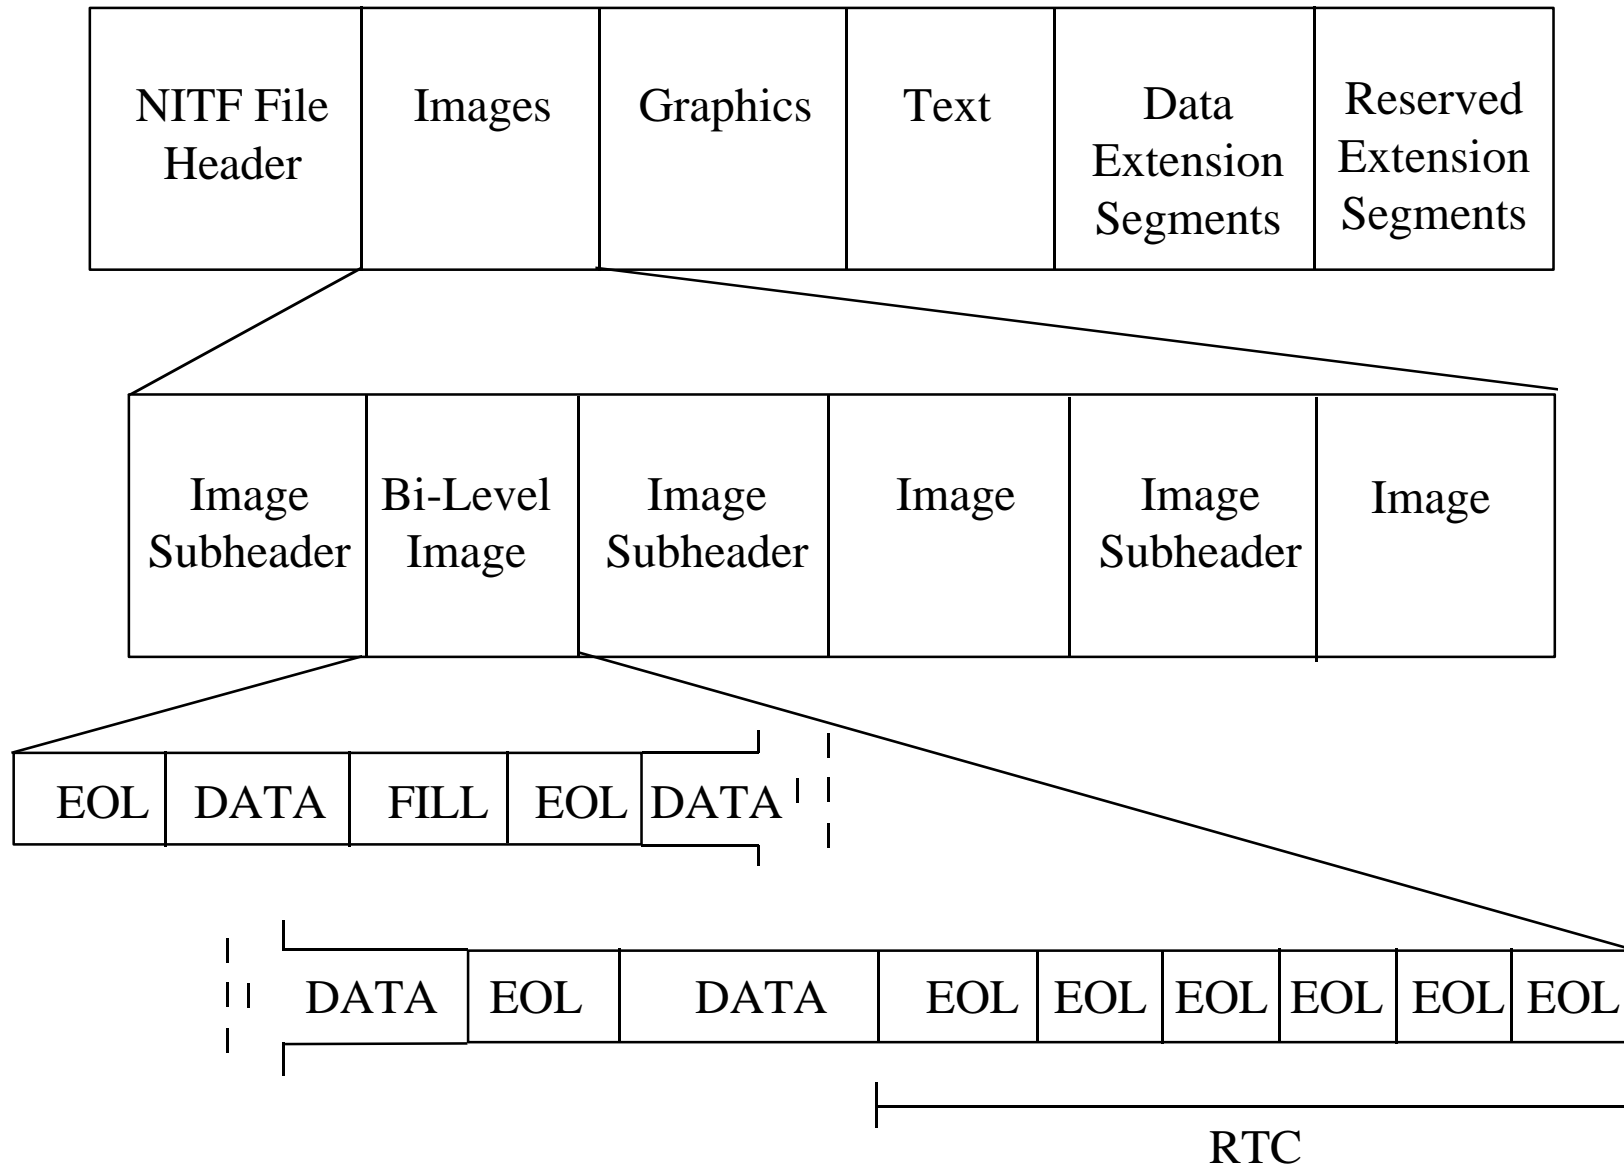 NITF File
Header
Images
Graphics
Text
Data
Extension
Segments
Reserved
Extension
Segments
Image
Subheader
Bi-Level
Image
Image
Subheader
Image
Image
Subheader
Image
EOL DATA FILL EOL DATA
DATA EOL DATA EOL EOL EOL EOL EOL EOL
RTC